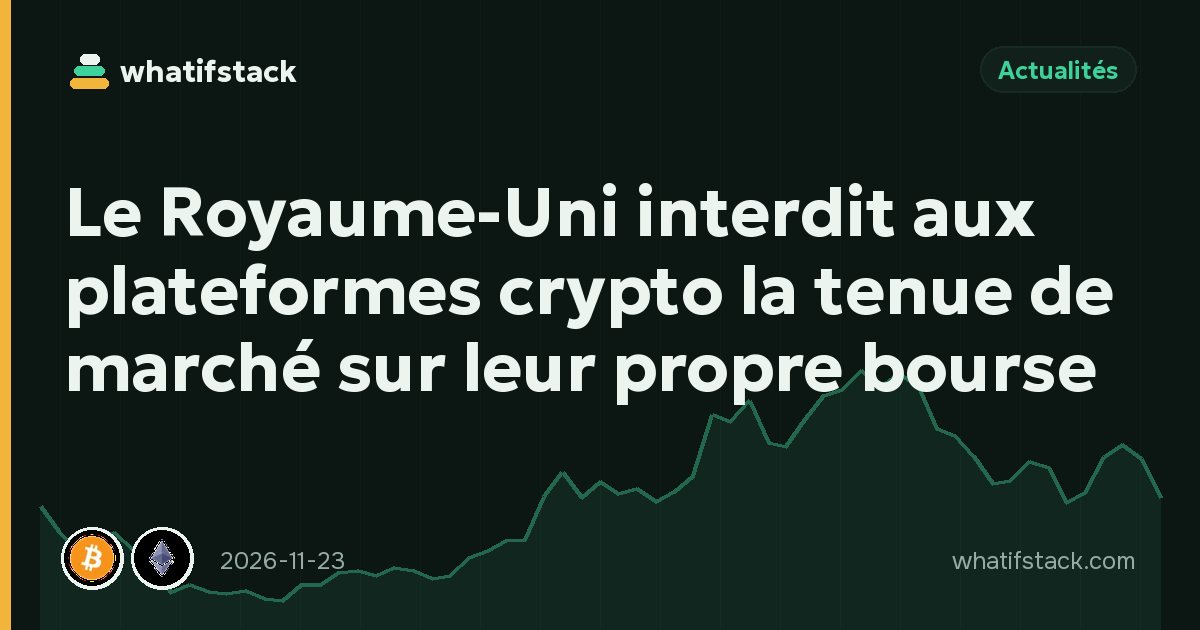 whatifstack
Actualités
Le Royaume-Uni interdit aux
plateformes crypto la tenue de
marché sur leur propre bourse
2026-11-23
whatifstack.com